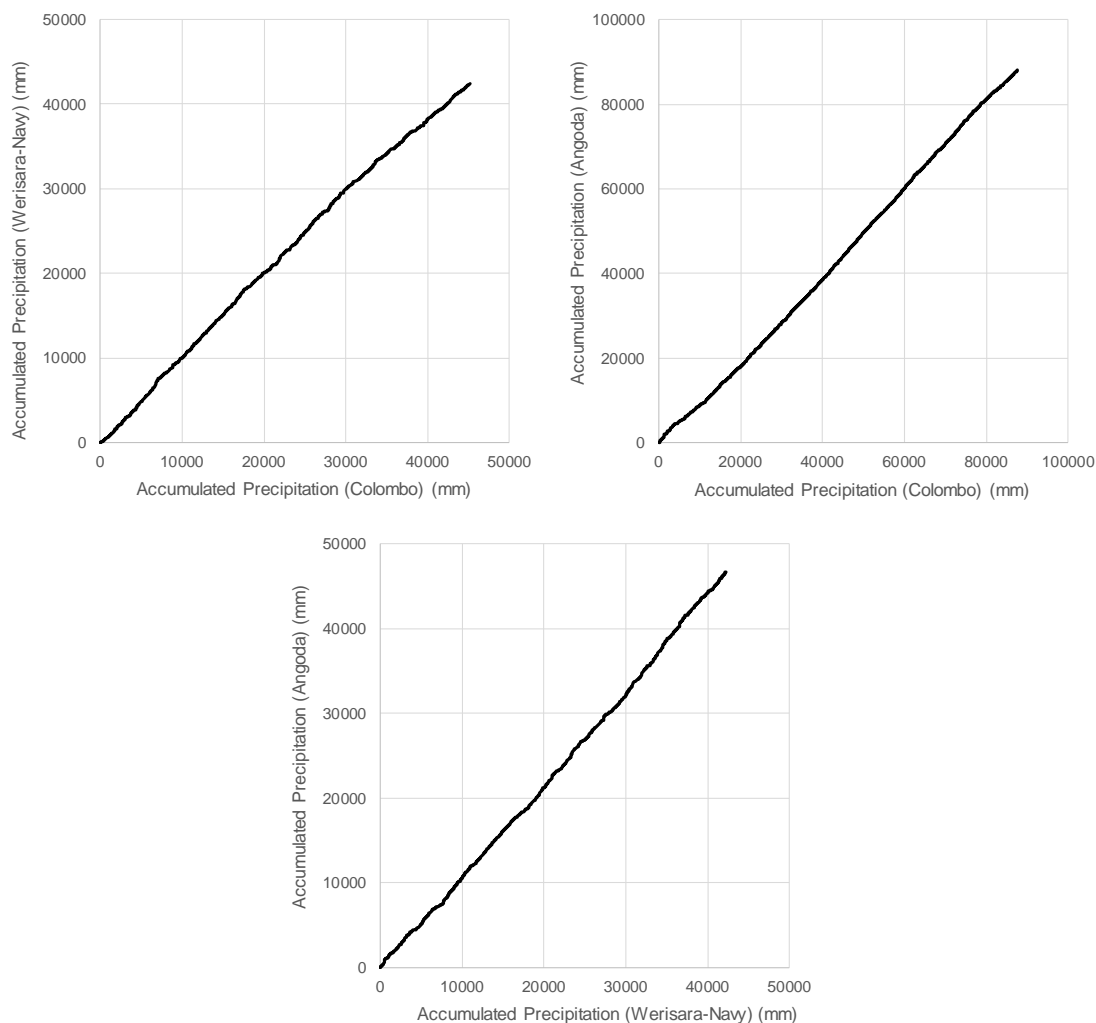 50000
40000
30000
20000
10000
0
Accumulated Precipitation (Werisara-Navy) (mm)
0 10000 20000 30000 40000 50000
Accumulated Precipitation (Colombo) (mm)
100000
80000
60000
40000
20000
0
Accumulated Precipitation (Angoda) (mm)
0 20000 40000 60000 80000 100000
Accumulated Precipitation (Colombo) (mm)
50000
40000
30000
20000
10000
0
Accumulated Precipitation (Angoda) (mm)
0 10000 20000 30000 40000 50000
Accumulated Precipitation (Werisara-Navy) (mm)